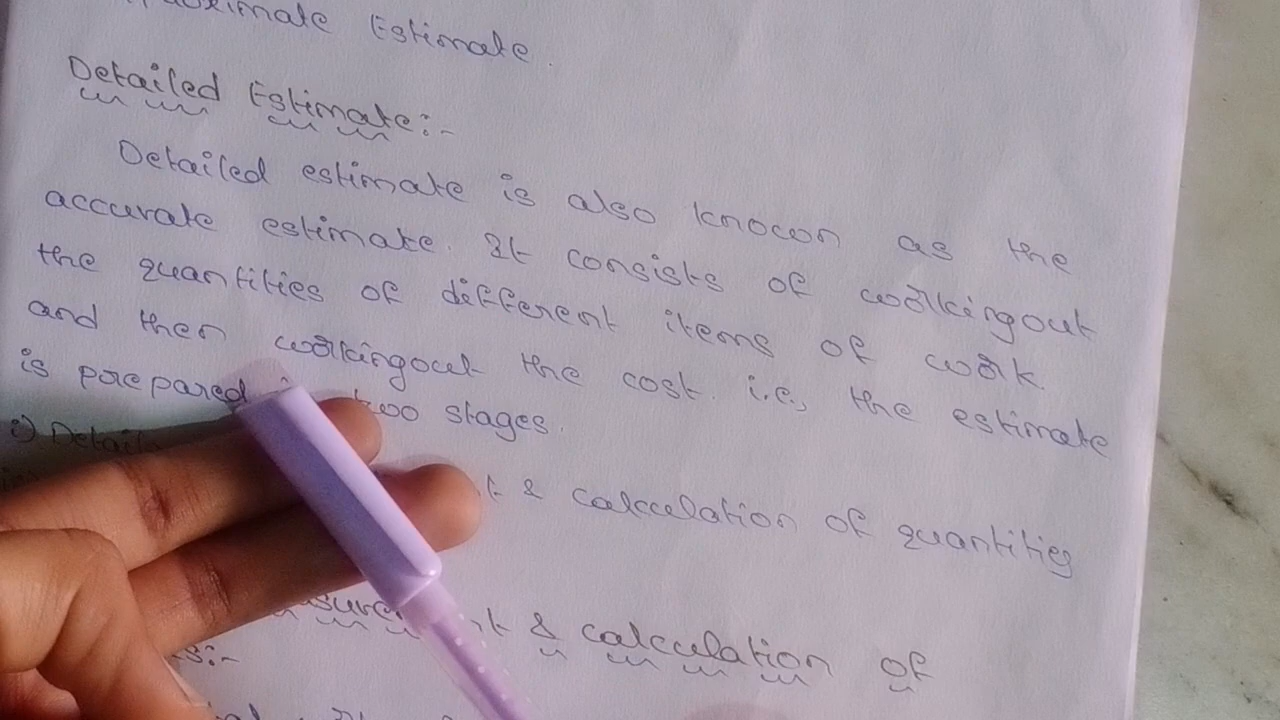 Estimate.
Detailed Estimate:-
Detailed estimate is also known as the
accurate estimate. It consists of workingout
the quantities of different items of work.
and then workingout the cost. i.e., the estimate
is prepared two stages.
i)
& calculation of quantities
& calculation of